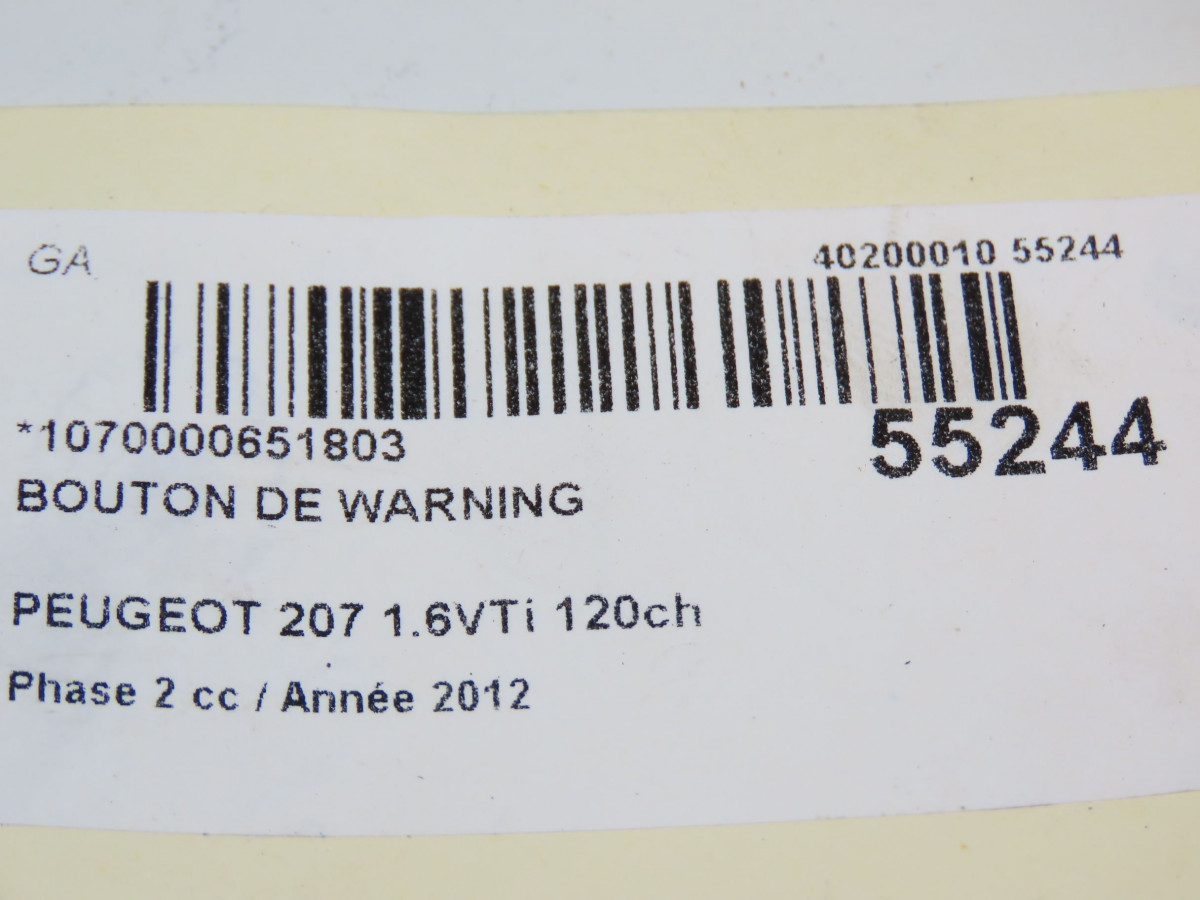 GA
40200010 55244
*1070000651803
55244
BOUTON DE WARNING
PEUGEOT 207 1.6VTi 120ch
Phase 2 cc / Année 2012